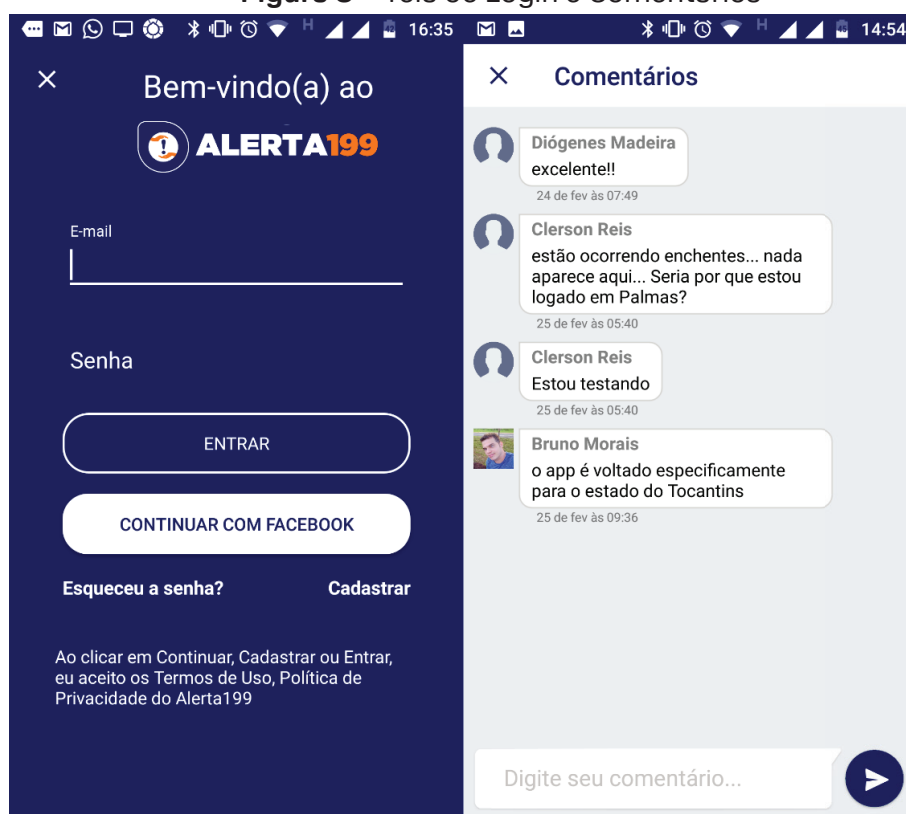 16:35
Bem-vindo(a) ao
ALERTA199
E-mail
Senha
ENTRAR
CONTINUAR COM FACEBOOK
Esqueceu a senha? Cadastrar
Ao clicar em Continuar, Cadastrar ou Entrar,
eu aceito os Termos de Uso, Política de
Privacidade do Alerta199
H 14:54
Comentários
Diógenes Madeira
excelente!!
24 de fev às 07:49
Clerson Reis
estão ocorrendo enchentes... nada
aparece aqui... Seria por que estou
logado em Palmas?
25 de fev às 05:40
Clerson Reis
Estou testando
25 de fev às 05:40
Bruno Morais
o app é voltado especificamente
para o estado do Tocantins
25 de fev às 09:36
Digite seu comentário...